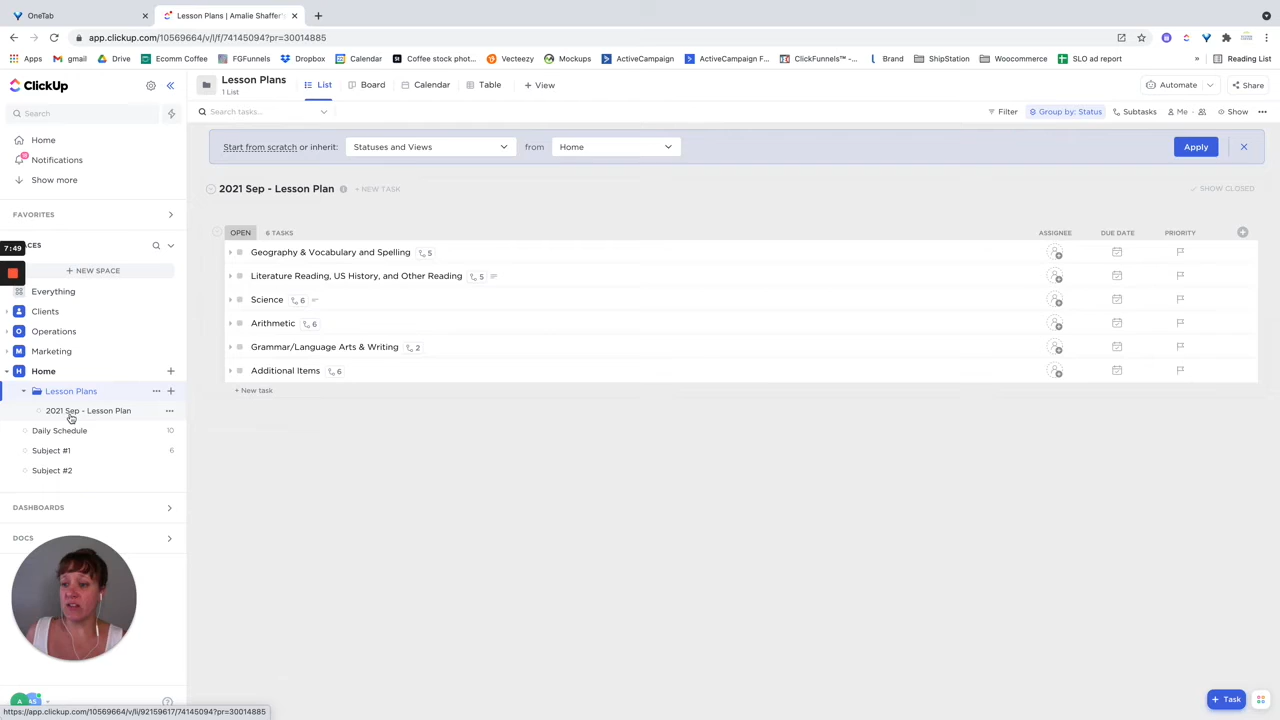 OneTab
Lesson Plans | Amalie Shaffer's
app.clickup.com/10569664/v/l/f/74145094?pr=30014885
Apps gmail Drive Ecomm Coffee FGFunnels Dropbox Calendar Coffee stock phot... Vecteezy Mockups ActiveCampaign ActiveCampaign F... ClickFunnels™ -... Brand ShipStation Woocommerce SLO ad report » Reading List
ClickUp
Lesson Plans
1 List
List Board Calendar Table + View
Automate Share
Search
Search tasks...
Filter Group by: Status Subtasks Me Show
Home
Notifications
Show more
Start from scratch or inherit: Statuses and Views from Home Apply
FAVORITES
2021 Sep - Lesson Plan + NEW TASK SHOW CLOSED
7:49
NEW SPACE
OPEN 6 TASKS ASSIGNEE DUE DATE PRIORITY
Geography & Vocabulary and Spelling 5
Literature Reading, US History, and Other Reading 5
Science 6
Arithmetic 6
Grammar/Language Arts & Writing 2
Additional Items 6
+ New task
Everything
Clients
O Operations
M Marketing
H Home
Lesson Plans
2021 Sep - Lesson Plan
Daily Schedule 10
Subject #1 6
Subject #2
DASHBOARDS
DOCS
A AS
+ Task
https://app.clickup.com/10569664/v/li/92159617/74145094?pr=30014885